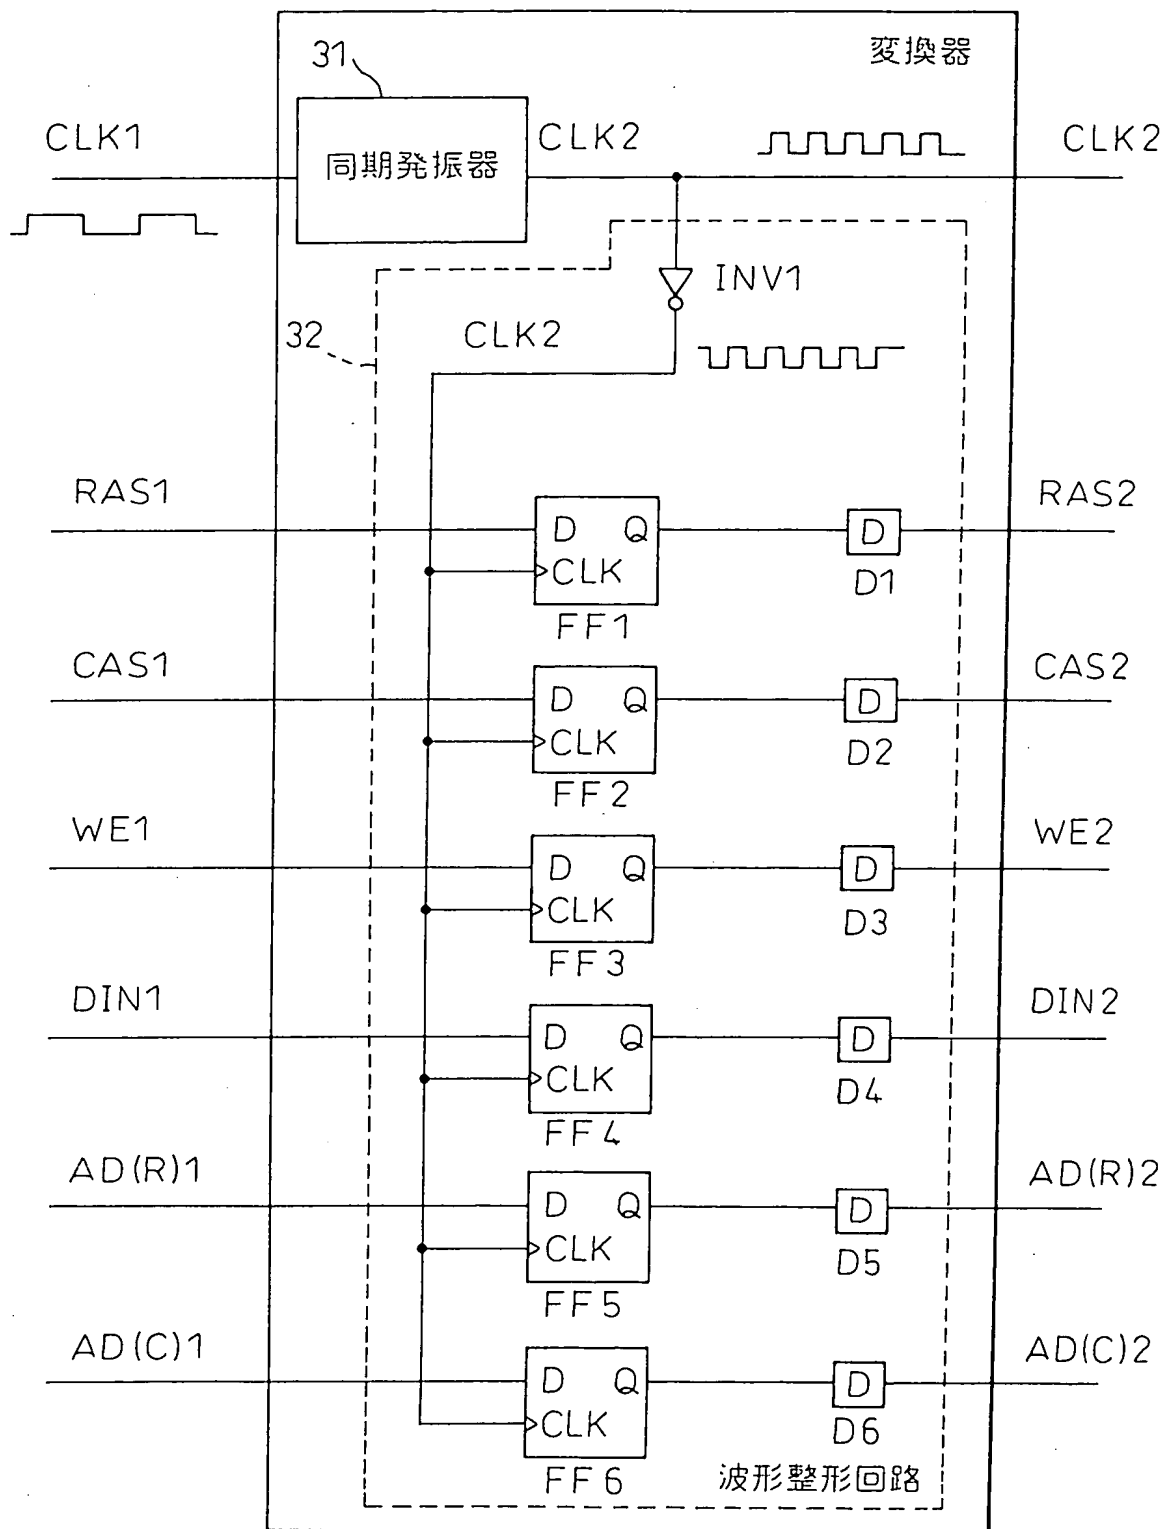 変換器
31
CLK1
同期発振器
CLK2
CLK2
INV1
32
CLK2
RAS1
D Q
CLK
FF1
D
D1
RAS2
CAS1
D Q
CLK
FF2
D
D2
CAS2
WE1
D Q
CLK
FF3
D
D3
WE2
DIN1
D Q
CLK
FF4
D
D4
DIN2
AD(R)1
D Q
CLK
FF5
D
D5
AD(R)2
AD(C)1
D Q
CLK
FF6
D
D6
AD(C)2
波形整形回路